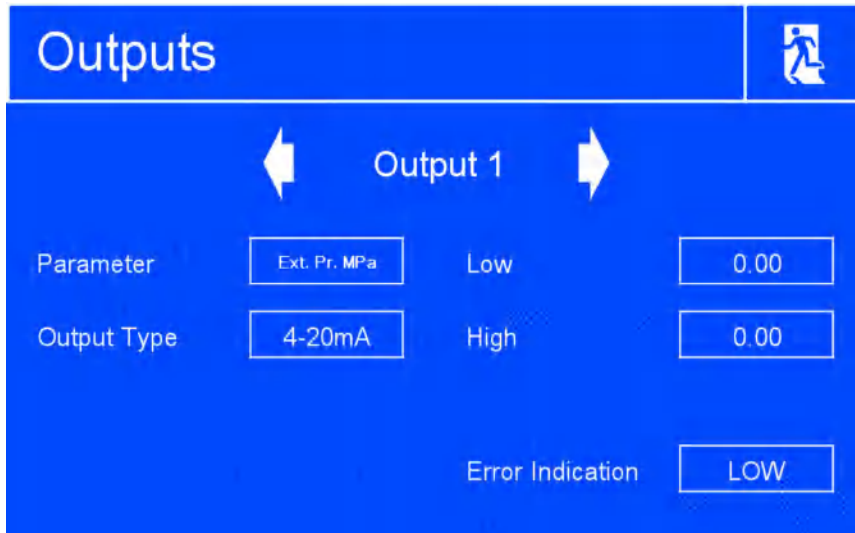 Outputs
Output 1
Parameter Ext. Pr. MPa Low 0.00
Output Type 4-20mA High 0.00
Error Indication LOW